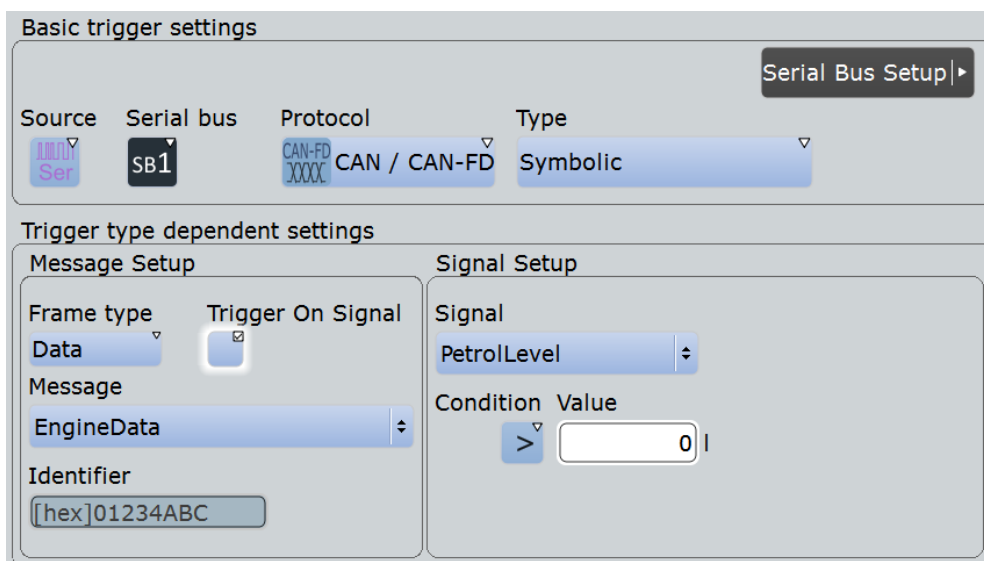 Basic trigger settings
Serial Bus Setup
Source Serial bus Protocol Type
Ser SB1 CAN-FD XXXX CAN / CAN-FD Symbolic
Trigger type dependent settings
Message Setup Signal Setup
Frame type Trigger On Signal Signal
Data PetrolLevel
Message
EngineData
Condition Value
> 0 l
Identifier
[hex]01234ABC